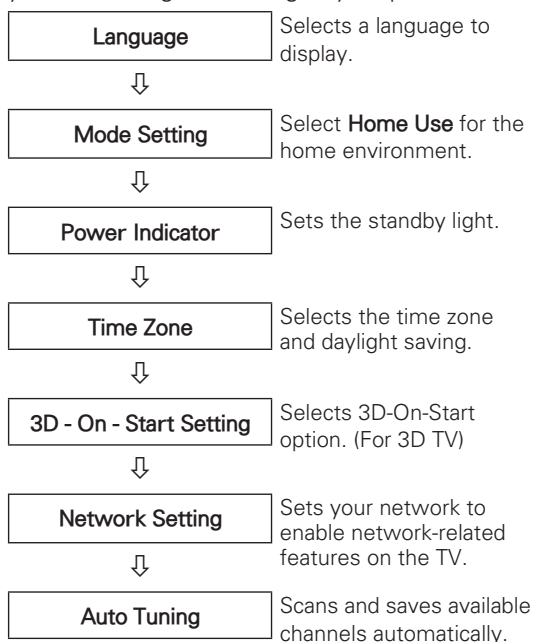 Language
Selects a language to
display.
Mode Setting
Select Home Use for the
home environment.
Power Indicator
Sets the standby light.
Time Zone
Selects the time zone
and daylight saving.
3D - On - Start Setting
Selects 3D-On-Start
option. (For 3D TV)
Network Setting
Sets your network to
enable network-related
features on the TV.
Auto Tuning
Scans and saves available
channels automatically.